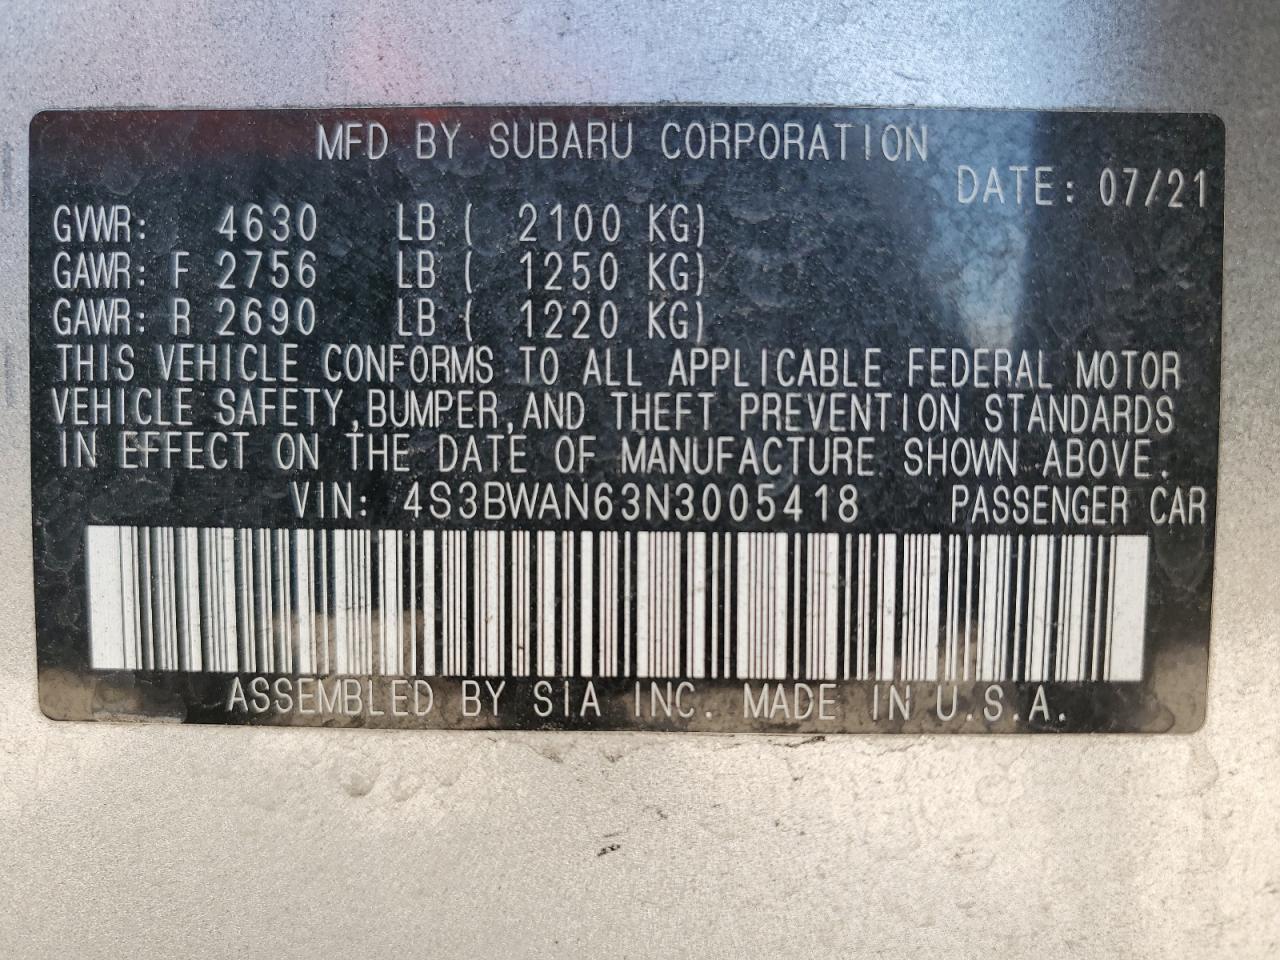 MFD BY SUBARU CORPORATION
DATE: 07/21
GVWR: 4630 LB ( 2100 KG)
GAWR: F 2756 LB ( 1250 KG)
GAWR: R 2690 LB ( 1220 KG)
THIS VEHICLE CONFORMS TO ALL APPLICABLE FEDERAL MOTOR
VEHICLE SAFETY,BUMPER,AND THEFT PREVENTION STANDARDS
IN EFFECT ON THE DATE OF MANUFACTURE SHOWN ABOVE.
VIN: 4S3BWAN63N3005418 PASSENGER CAR
ASSEMBLED BY SIA INC. MADE IN U.S.A.